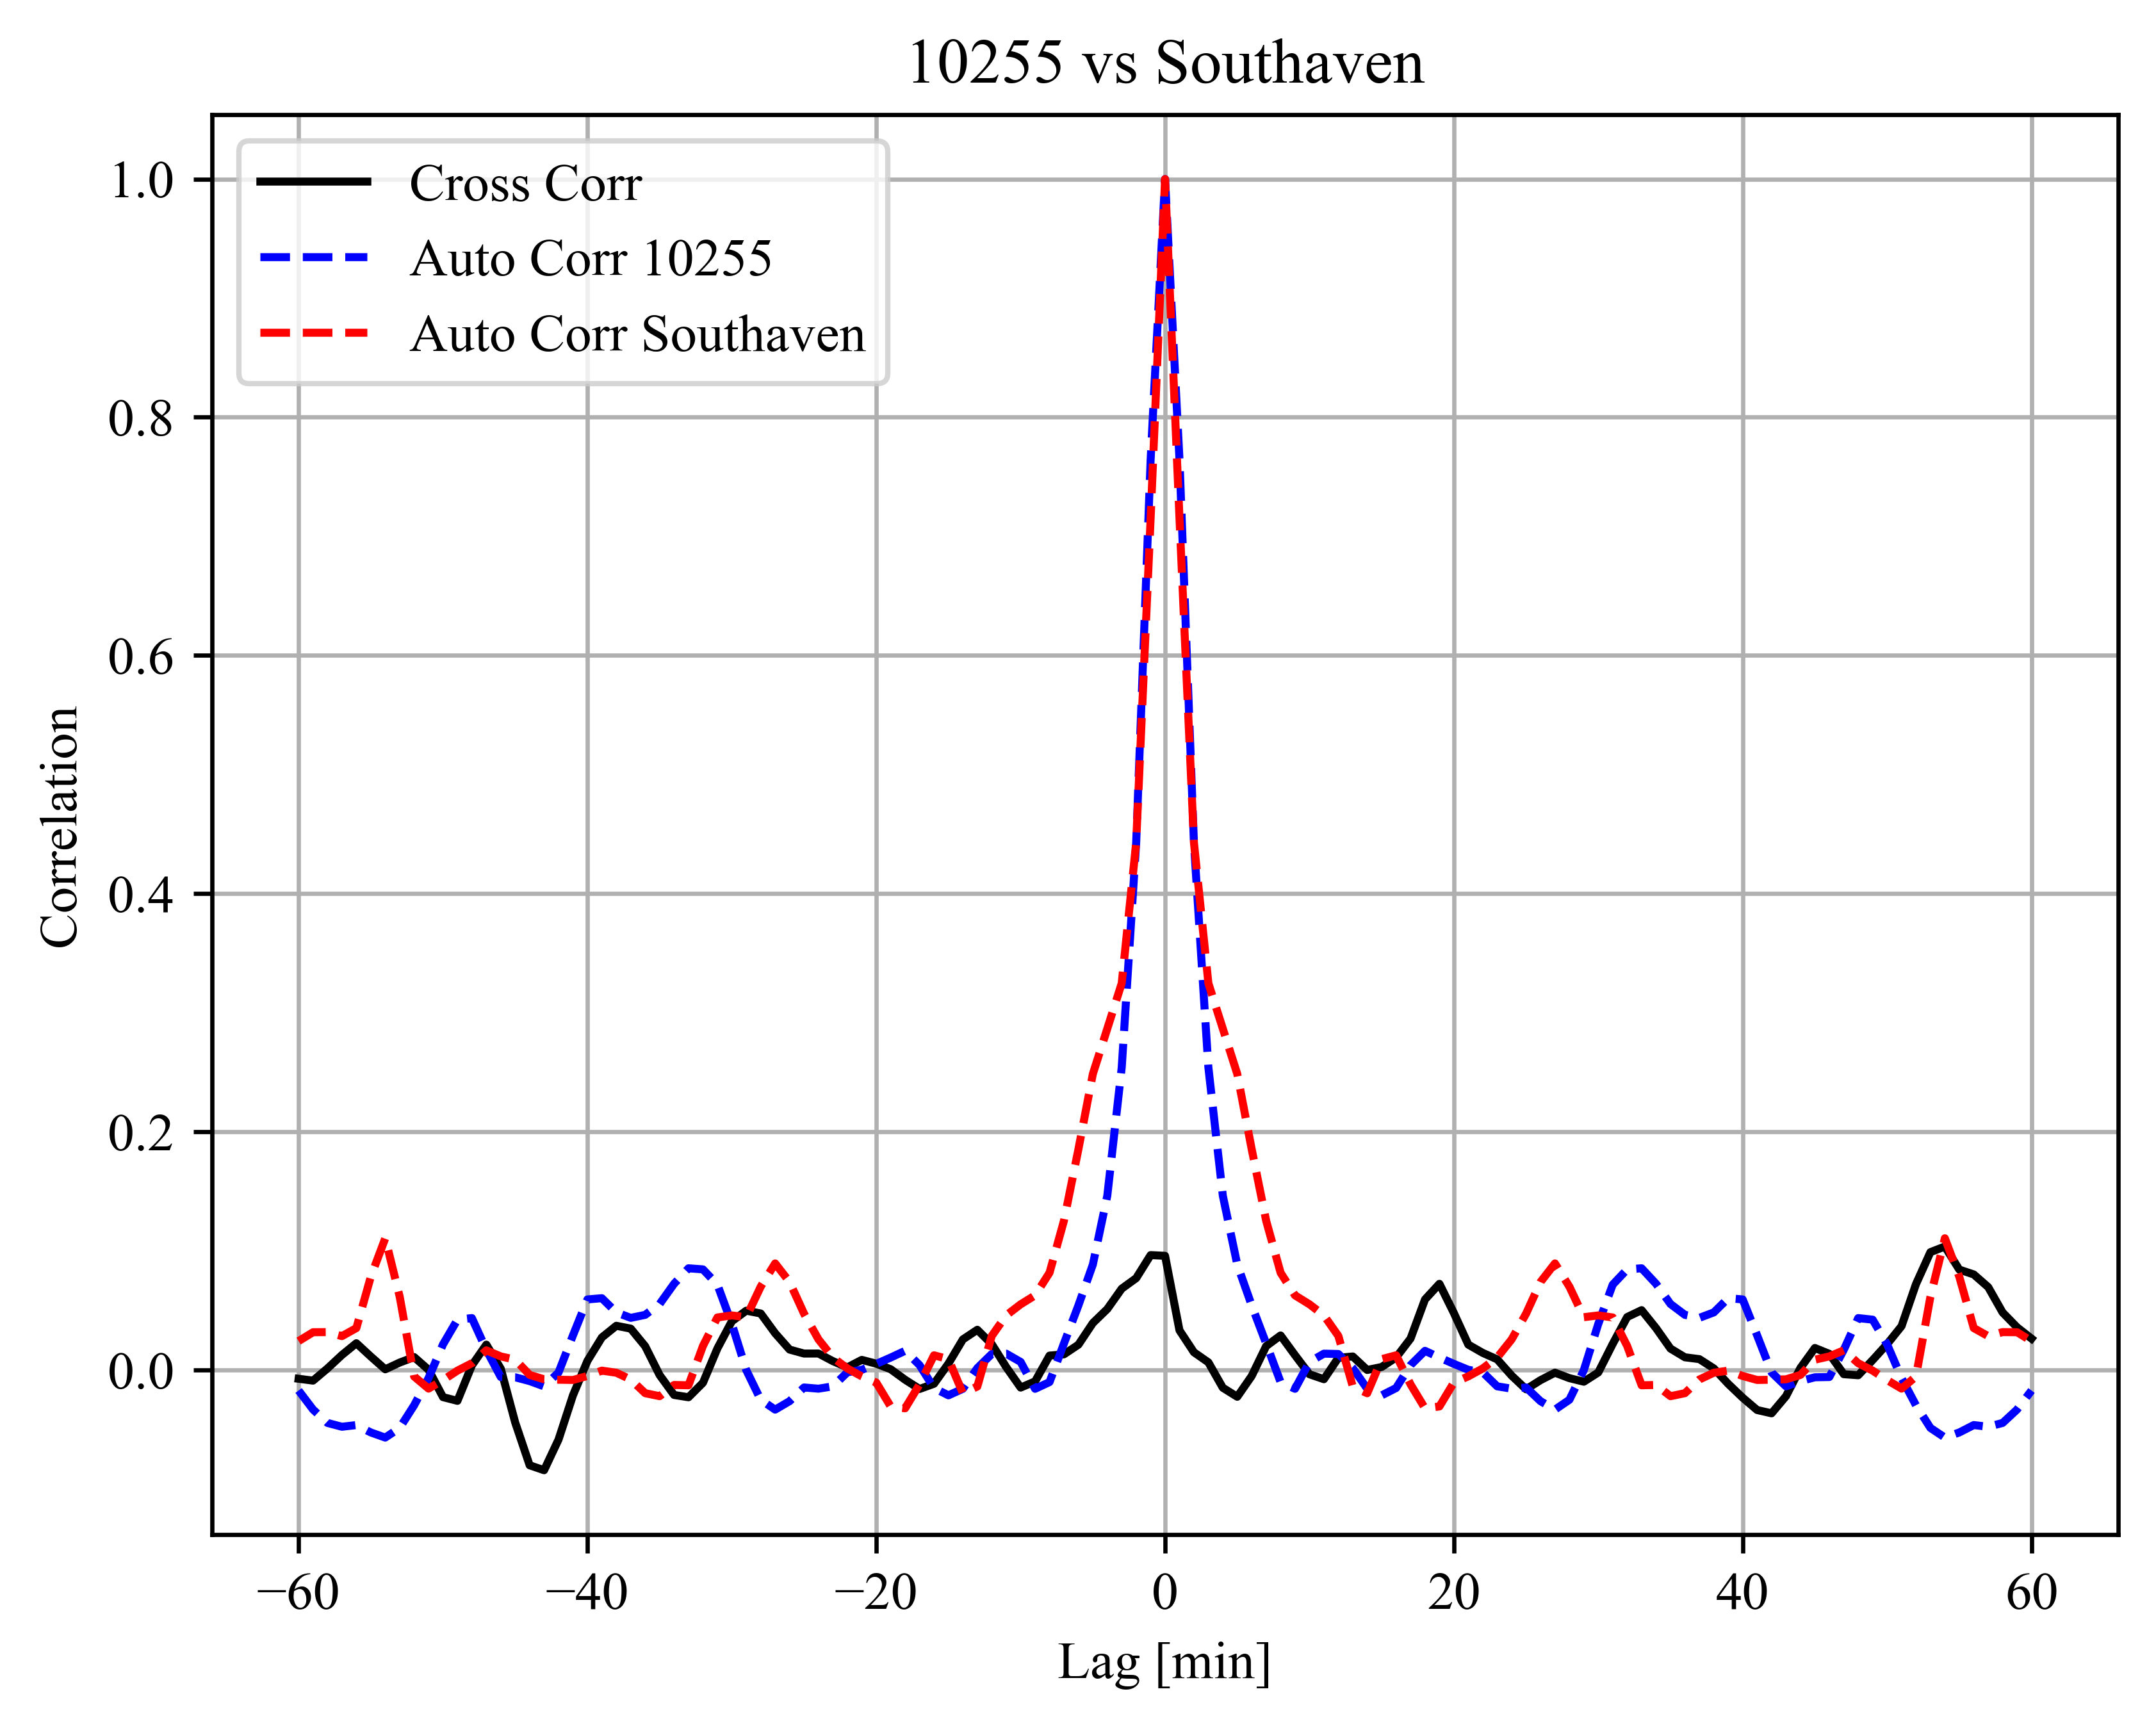 10255 vs Southaven
Cross Corr
Auto Corr 10255
Auto Corr Southaven
1.0
0.8
0.6
0.4
0.2
0.0
Correlation
−60 −40 −20 0 20 40 60
Lag [min]